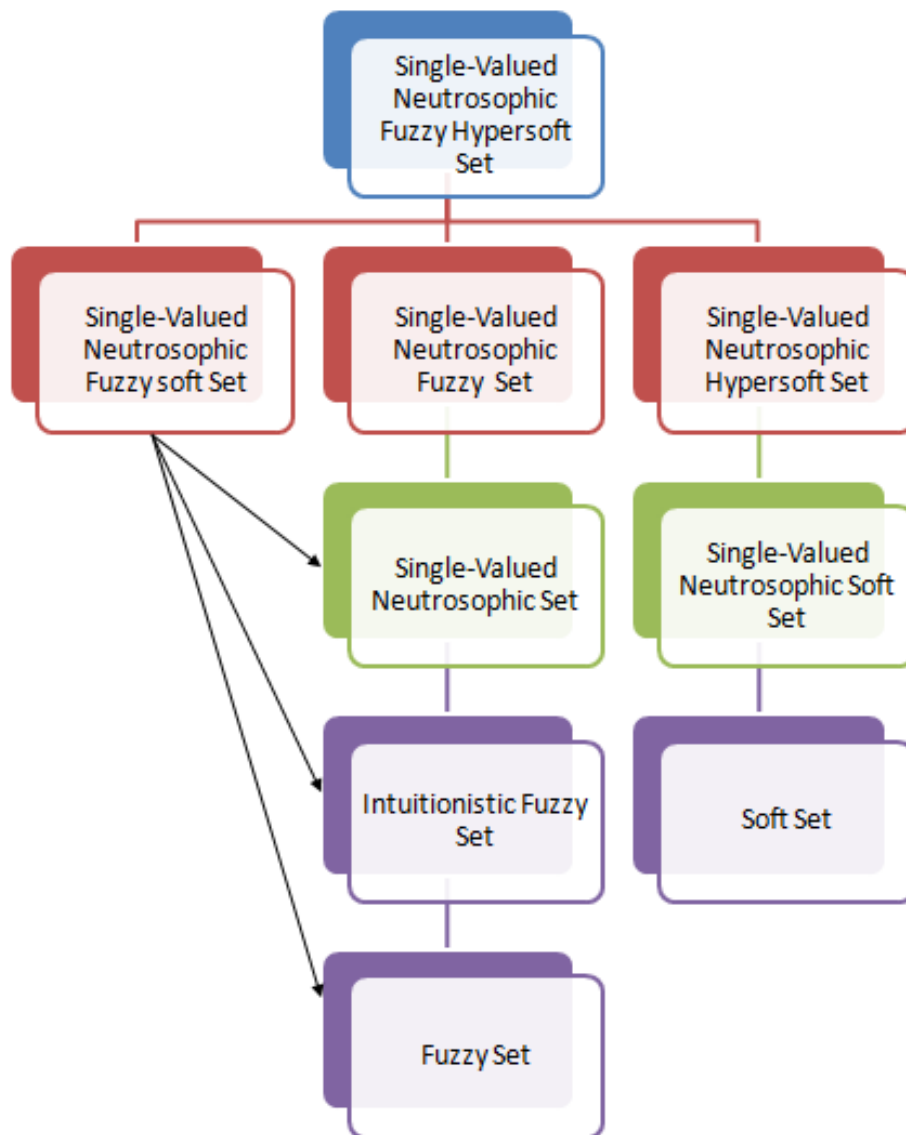 Single-Valued
Neutrosophic
Fuzzy Hypersoft
Set
Single-Valued
Neutrosophic
Fuzzy soft Set
Single-Valued
Neutrosophic
Fuzzy Set
Single-Valued
Neutrosophic
Hypersoft Set
Single-Valued
Neutrosophic Set
Single-Valued
Neutrosophic Soft
Set
Intuitionistic Fuzzy
Set
Soft Set
Fuzzy Set